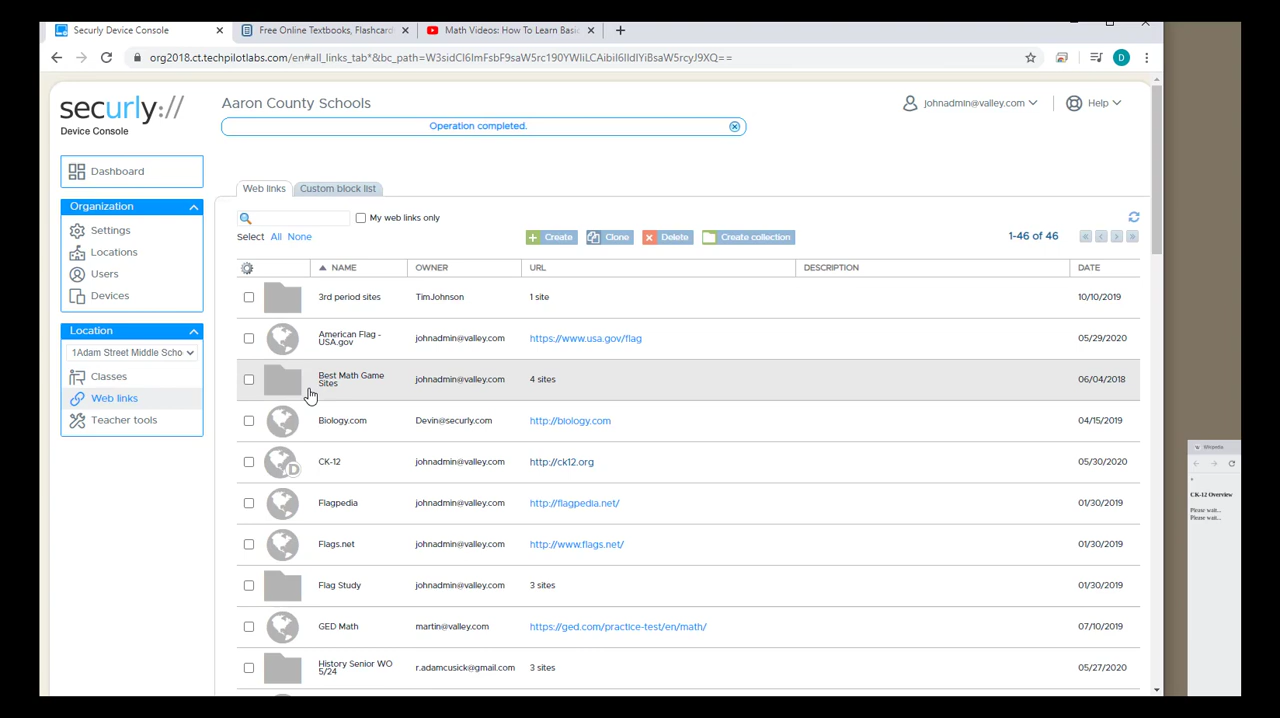 Securly Device Console
Free Online Textbooks, Flashcard
Math Videos: How To Learn Basic
org2018.ct.techpilotlabs.com/en#all_links_tab*&bc_path=
D
securly://
Device Console
Aaron County Schools
johnadmin@valley.com
Help
Operation completed.
Dashboard
Organization
Settings
Locations
Users
Devices
Location
1Adam Street Middle Scho
Classes
Web links
Teacher tools
Web links
Custom block list
My web links only
Select All None
Create
Clone
Delete
Create collection
1-46 of 46
NAME OWNER URL DESCRIPTION DATE
3rd period sites TimJohnson 1 site 10/10/2019
American Flag -
USA.gov johnadmin@valley.com https://www.usa.gov/flag 05/29/2020
Best Math Game
Sites johnadmin@valley.com 4 sites 06/04/2018
Biology.com Devin@securly.com http://biology.com 04/15/2019
CK-12 johnadmin@valley.com http://ck12.org 05/30/2020
D
Flagpedia johnadmin@valley.com http://flagpedia.net/ 01/30/2019
Flags.net johnadmin@valley.com http://www.flags.net/ 01/30/2019
Flag Study johnadmin@valley.com 3 sites 01/30/2019
GED Math martin@valley.com https://ged.com/practice-test/en/math/ 07/10/2019
History Senior WO
5/24 r.adamcusick@gmail.com 3 sites 05/27/2020
Wikipedia
CK-12 Overview
Please wait...
Please wait...